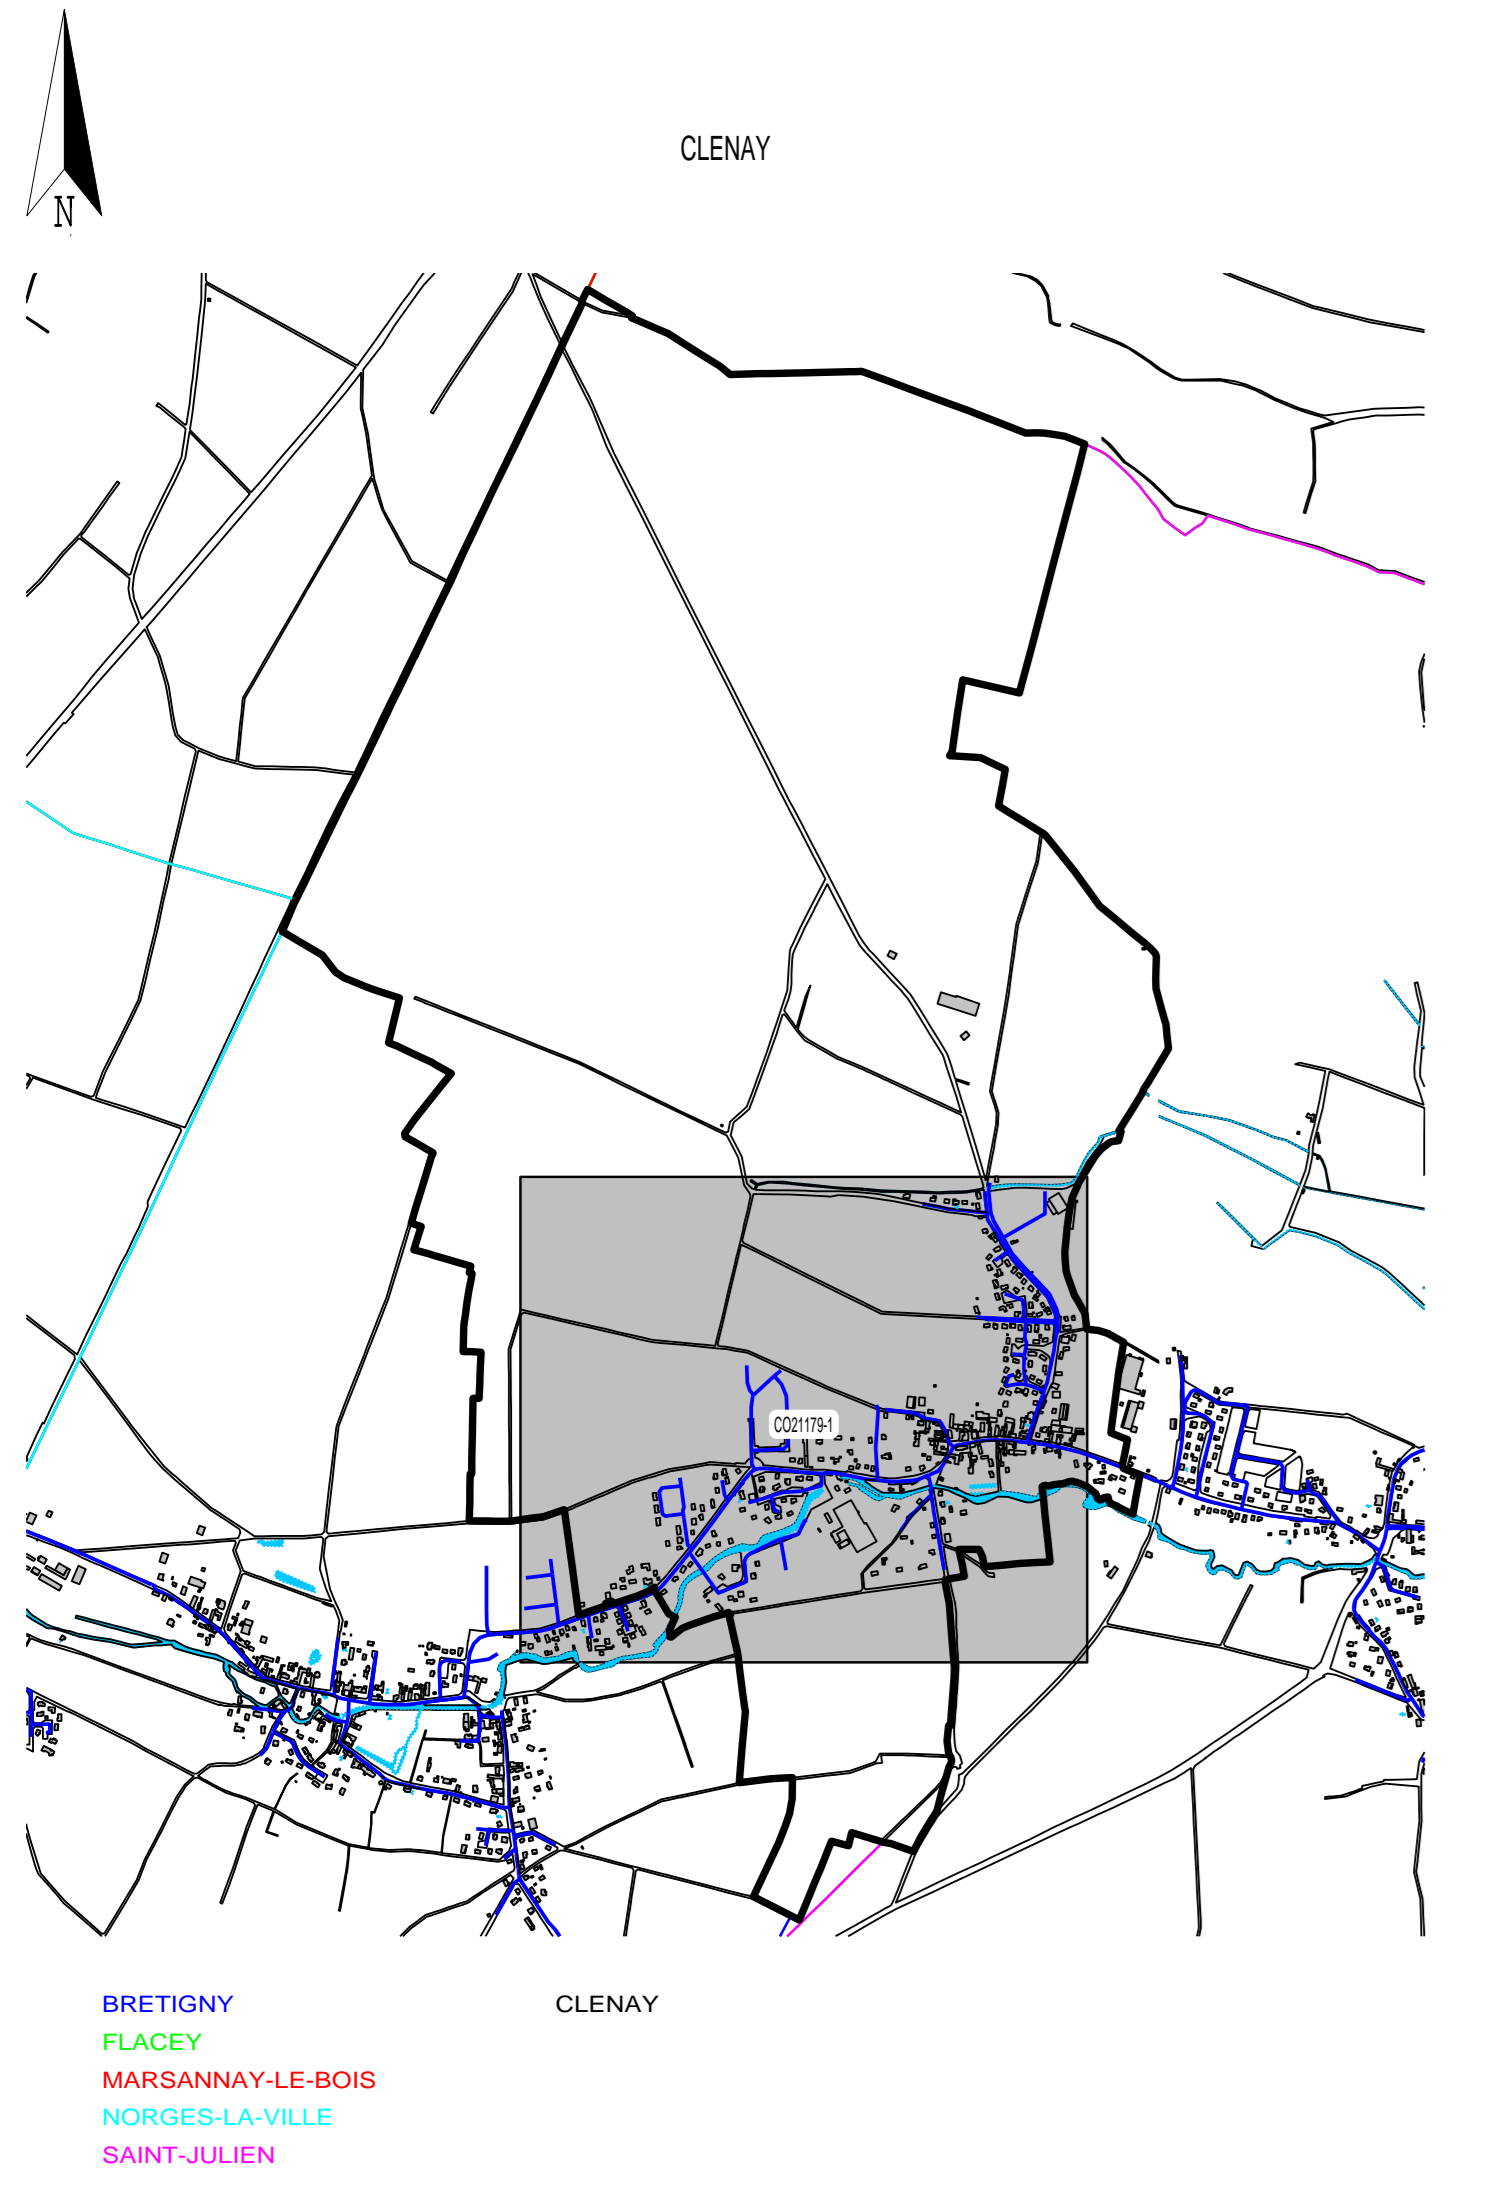 CLENAY
N
CO21179-1
BRETIGNY
CLENAY
FLACEY
MARSANNAY-LE-BOIS
NORGES-LA-VILLE
SAINT-JULIEN